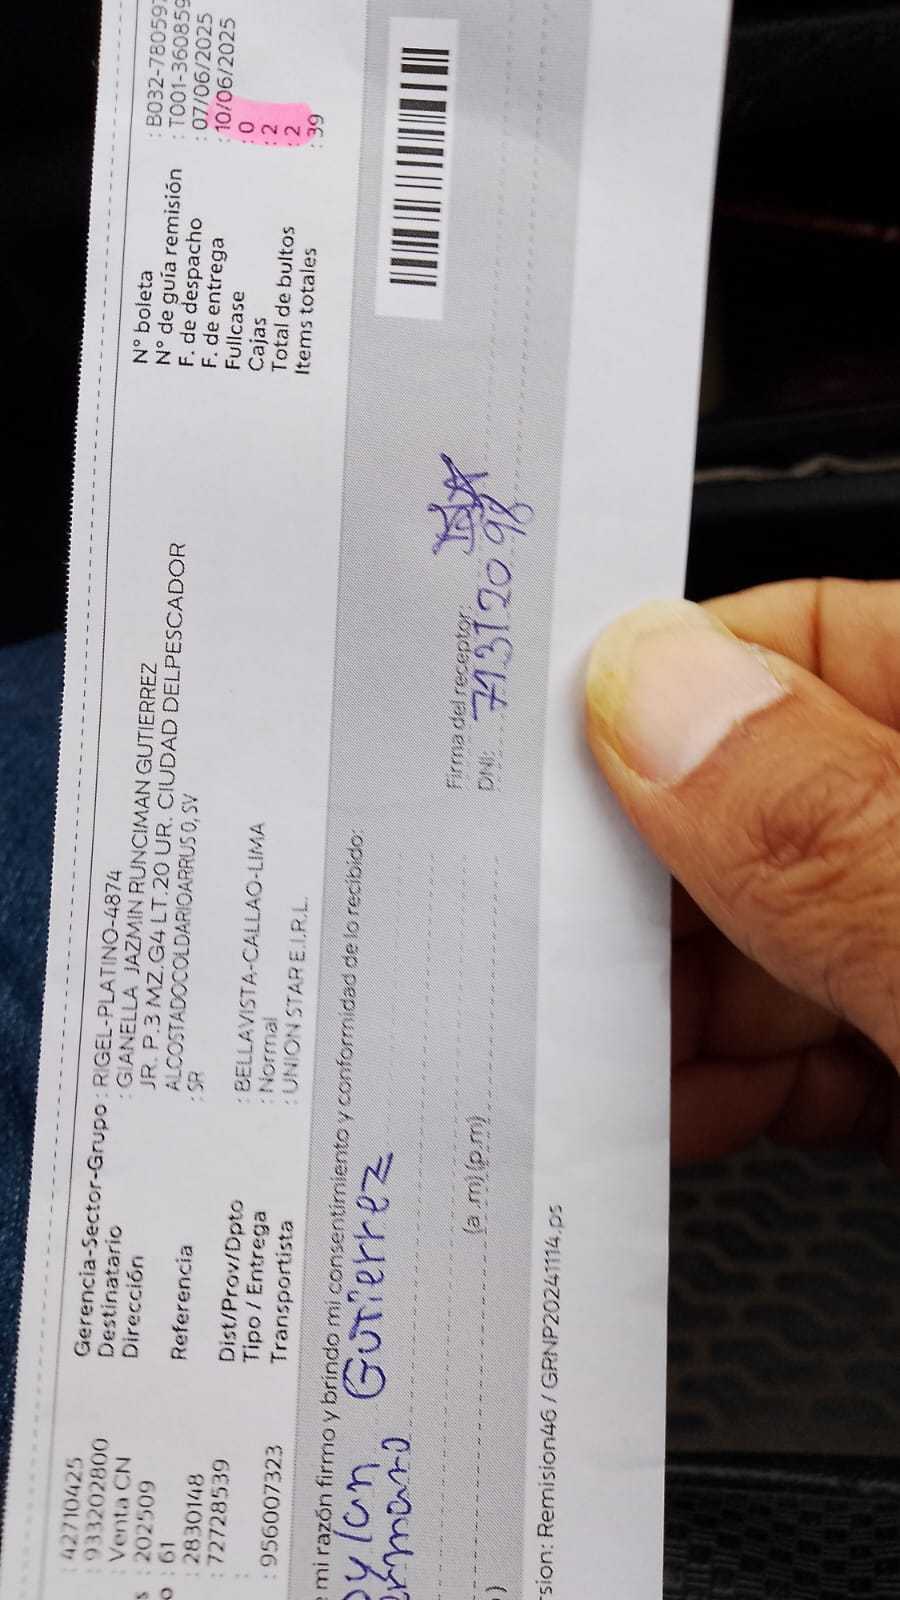 : 42710425 Gerencia-Sector-Grupo : RIGEL-PLATINO-4874 N° boleta : B032-780597
: 933202800 Destinatario : GIANELLA JAZMIN RUNCIMAN GUTIERREZ N° de guía remisión : T001-360859
: Venta CN Dirección JR. P.3 MZ.G4 LT.20 UR. CIUDAD DELPESCADOR F. de despacho : 07/06/2025
: 202509 ALCOSTADOCOLDARIOARRUS0,SV F. de entrega : 10/06/2025
: 61 Referencia : SR Fullcase : 0
: 2830148 Cajas : 2
: 72728539 Dist/Prov/Dpto : BELLAVISTA-CALLAO-LIMA Total de bultos : 2
: Tipo / Entrega : Normal Items totales : 39
: 956007323 Transportista : UNION STAR E.I.R.L.
mi razón firmo y brindo mi consentimiento y conformidad de lo recibido:
Gutierrez
Firma del receptor:
DNI: 71312098
(a.m) (p.m)
Remision46 / GRNP20241114.ps